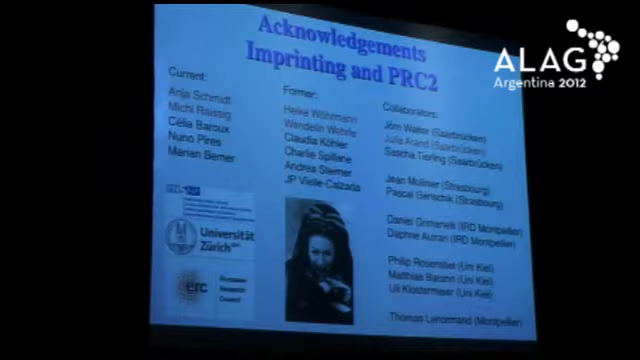 Acknowledgements
Imprinting and PRC2
ALAG
Argentina 2012
Current:
Anja Schmidt
Michi Raissig
Célia Baroux
Nuno Pires
Marian Bemer
Former:
Heike Wöhrmann
Wendelin Wehrle
Claudia Köhler
Charlie Spillane
Andrea Steimer
JP Vielle-Calzada
Collaborators:
Jörn Walter (Saarbrücken)
Julia Arand (Saarbrücken)
Sascha Tierling (Saarbrücken)
Jean Molinier (Strasbourg)
Pascal Genschik (Strasbourg)
Daniel Grimanelli (IRD Montpellier)
Daphné Autran (IRD Montpellier)
Philip Rosenstiel (Uni Kiel)
Matthias Barann (Uni Kiel)
Uli Klostermeier (Uni Kiel)
Thomas Lenormand (Montpellier)
Universität
Zürich
erc
European
Research
Council